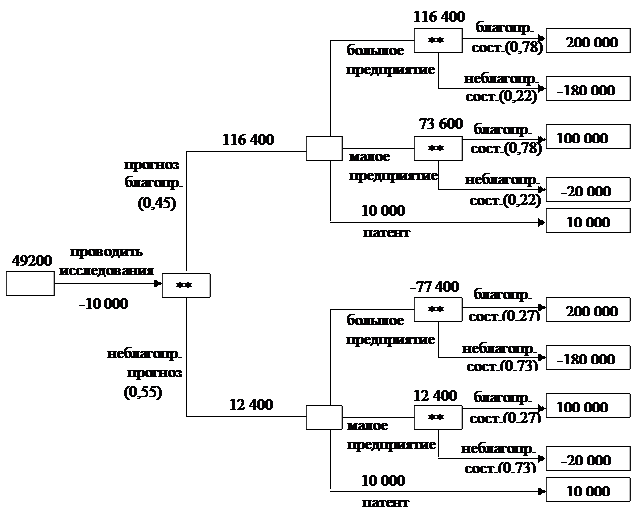 116 400
благопр.
сост.(0,78)
200 000
**
большое
предприятие
неблагопр.
сост.(0,22)
-180 000
73 600
благопр.
сост.(0,78)
100 000
116 400
**
малое
предприятие
прогноз
благопр.
(0,45)
неблагопр.
сост.(0,22)
-20 000
10 000
10 000
патент
49200
проводить
исследования
**
-10 000
-77 400
благопр.
сост.(0.27)
200 000
**
большое
предприятие
неблагопр.
сост.(0.73)
-180 000
неблагопр.
прогноз
(0,55)
12 400
12 400
благопр.
сост.(0.27)
100 000
**
малое
предприятие
неблагопр.
сост.(0.73)
-20 000
10 000
10 000
патент